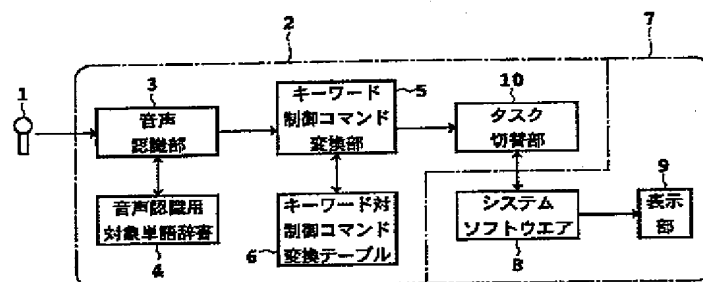 2
7
1
3
音声
認識部
キーワード
制御コマンド
変換部
5
10
タスク
切替部
音声認識用
対象単語辞書
4
キーワード対
制御コマンド
変換テーブル
6
システム
ソフトウエア
8
9
表示
部